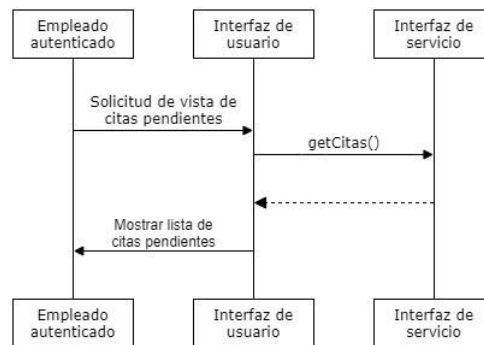 Empleado
autenticado
Interfaz de
usuario
Interfaz de
servicio
Solicitud de vista de
citas pendientes
getCitas()
Mostrar lista de
citas pendientes
Empleado
autenticado
Interfaz de
usuario
Interfaz de
servicio